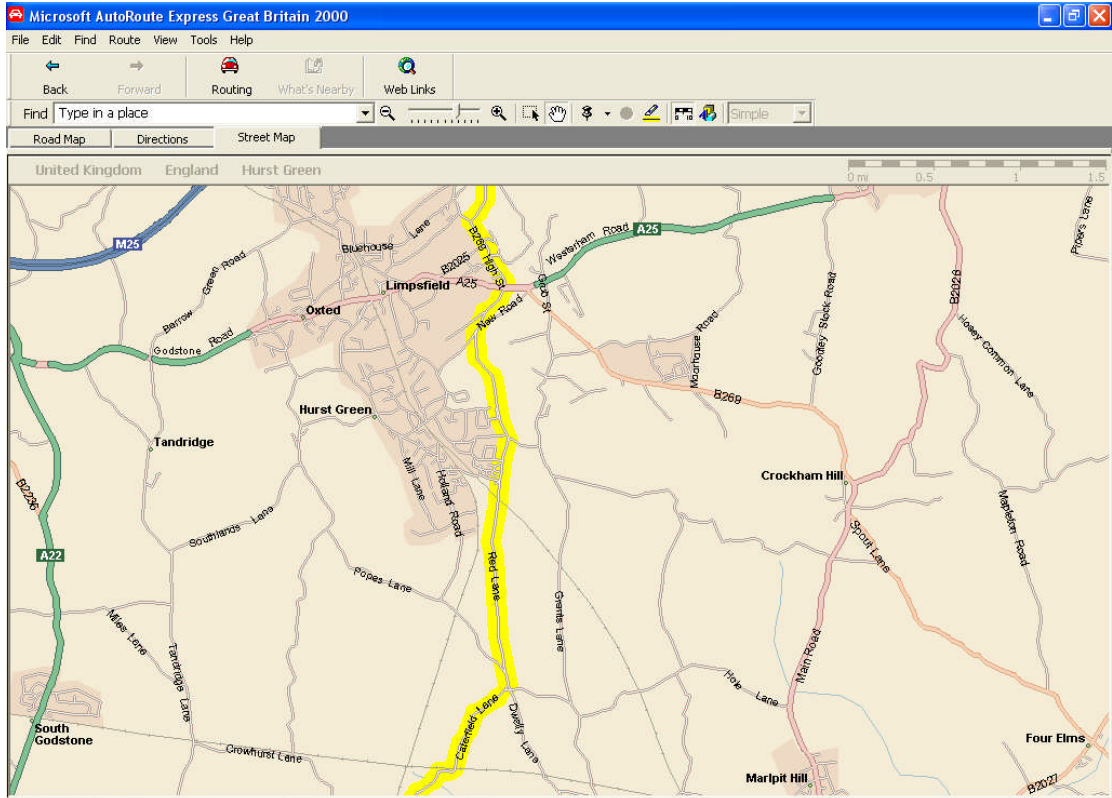 Microsoft AutoRoute Express Great Britain 2000
File Edit Find Route View Tools Help
Back Forward Routing What's Nearby Web Links
Find Type in a place Simple
Road Map Directions Street Map
United Kingdom England Hurst Green
0 mi 0.5 1 1.5
M25
Barrow Green Road
Bluehouse Lane
B269 High St
B2025
Westerham Road
A25
Pipers Lane
Limpsfield
A25
Grub St
B2026
Oxted
New Road
Goodley Stock Road
Hosey Common Lane
Godstone Road
Moorhouse Road
B269
Hurst Green
Tandridge
Mill Lane
Holland Road
Crockham Hill
B2236
Southlands Lane
Mapleton Road
Spout Lane
A22
Red Lane
Popes Lane
Grants Lane
Miles Lane
Tandridge Lane
Main Road
Hole Lane
Caterfield Lane
Dwelly Lane
South
Godstone
Crowhurst Lane
Four Elms
Marlpit Hill
B2027